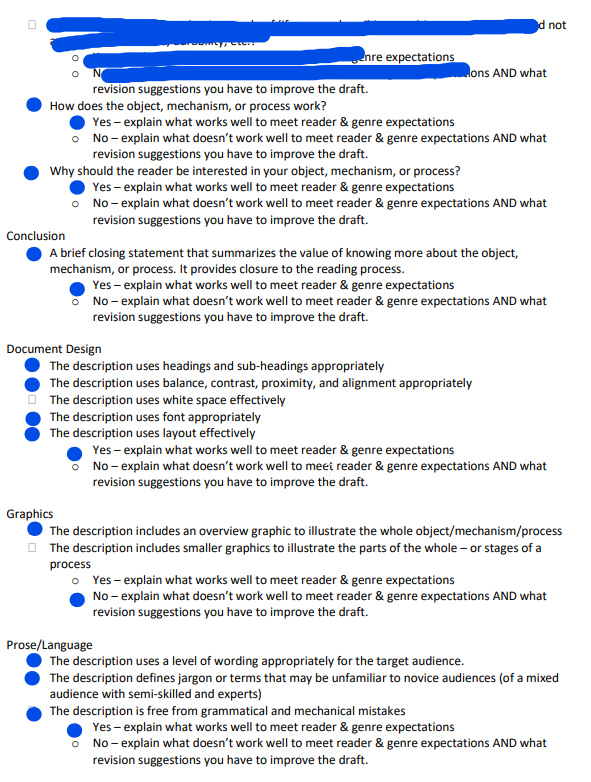 d not
enre expectations
o N ions AND what
revision suggestions you have to improve the draft.
How does the object, mechanism, or process work?
Yes – explain what works well to meet reader & genre expectations
o No – explain what doesn't work well to meet reader & genre expectations AND what
revision suggestions you have to improve the draft.
Why should the reader be interested in your object, mechanism, or process?
Yes – explain what works well to meet reader & genre expectations
o No – explain what doesn't work well to meet reader & genre expectations AND what
revision suggestions you have to improve the draft.
Conclusion
A brief closing statement that summarizes the value of knowing more about the object,
mechanism, or process. It provides closure to the reading process.
Yes – explain what works well to meet reader & genre expectations
o No – explain what doesn't work well to meet reader & genre expectations AND what
revision suggestions you have to improve the draft.
Document Design
The description uses headings and sub-headings appropriately
The description uses balance, contrast, proximity, and alignment appropriately
□ The description uses white space effectively
The description uses font appropriately
The description uses layout effectively
Yes – explain what works well to meet reader & genre expectations
o No – explain what doesn't work well to meet reader & genre expectations AND what
revision suggestions you have to improve the draft.
Graphics
The description includes an overview graphic to illustrate the whole object/mechanism/process
□ The description includes smaller graphics to illustrate the parts of the whole – or stages of a
process
o Yes – explain what works well to meet reader & genre expectations
No – explain what doesn't work well to meet reader & genre expectations AND what
revision suggestions you have to improve the draft.
Prose/Language
The description uses a level of wording appropriately for the target audience.
The description defines jargon or terms that may be unfamiliar to novice audiences (of a mixed
audience with semi-skilled and experts)
The description is free from grammatical and mechanical mistakes
Yes – explain what works well to meet reader & genre expectations
o No – explain what doesn't work well to meet reader & genre expectations AND what
revision suggestions you have to improve the draft.